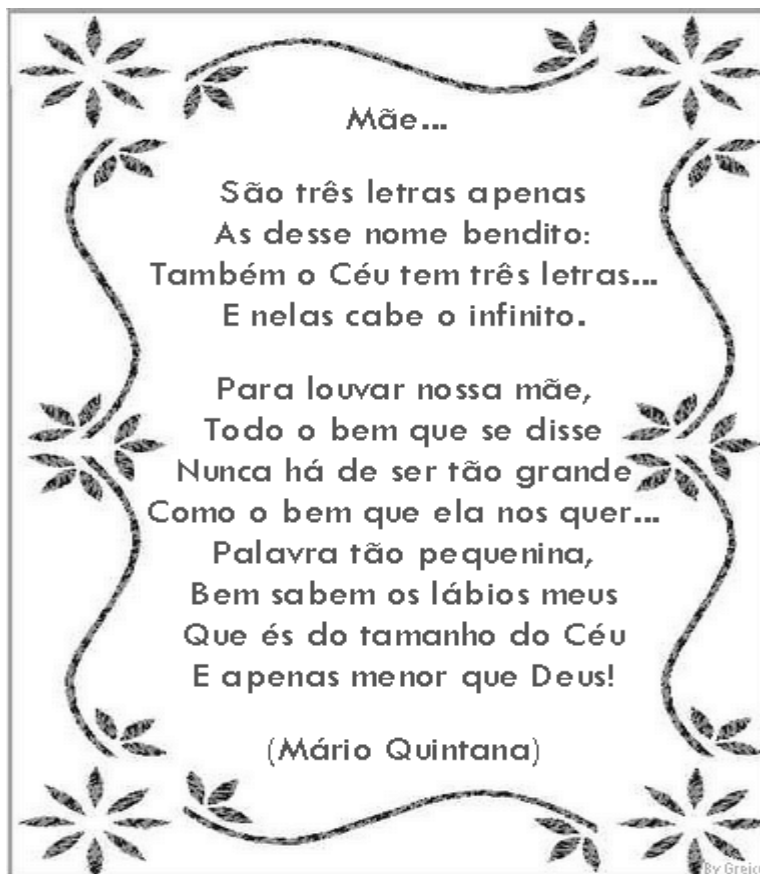 Mãe...
São três letras apenas
As desse nome bendito:
Também o Céu tem três letras...
E nelas cabe o infinito.
Para louvar nossa mãe,
Todo o bem que se disse
Nunca há de ser tão grande
Como o bem que ela nos quer...
Palavra tão pequenina,
Bem sabem os lábios meus
Que és do tamanho do Céu
E apenas menor que Deus!
(Mário Quintana)
By